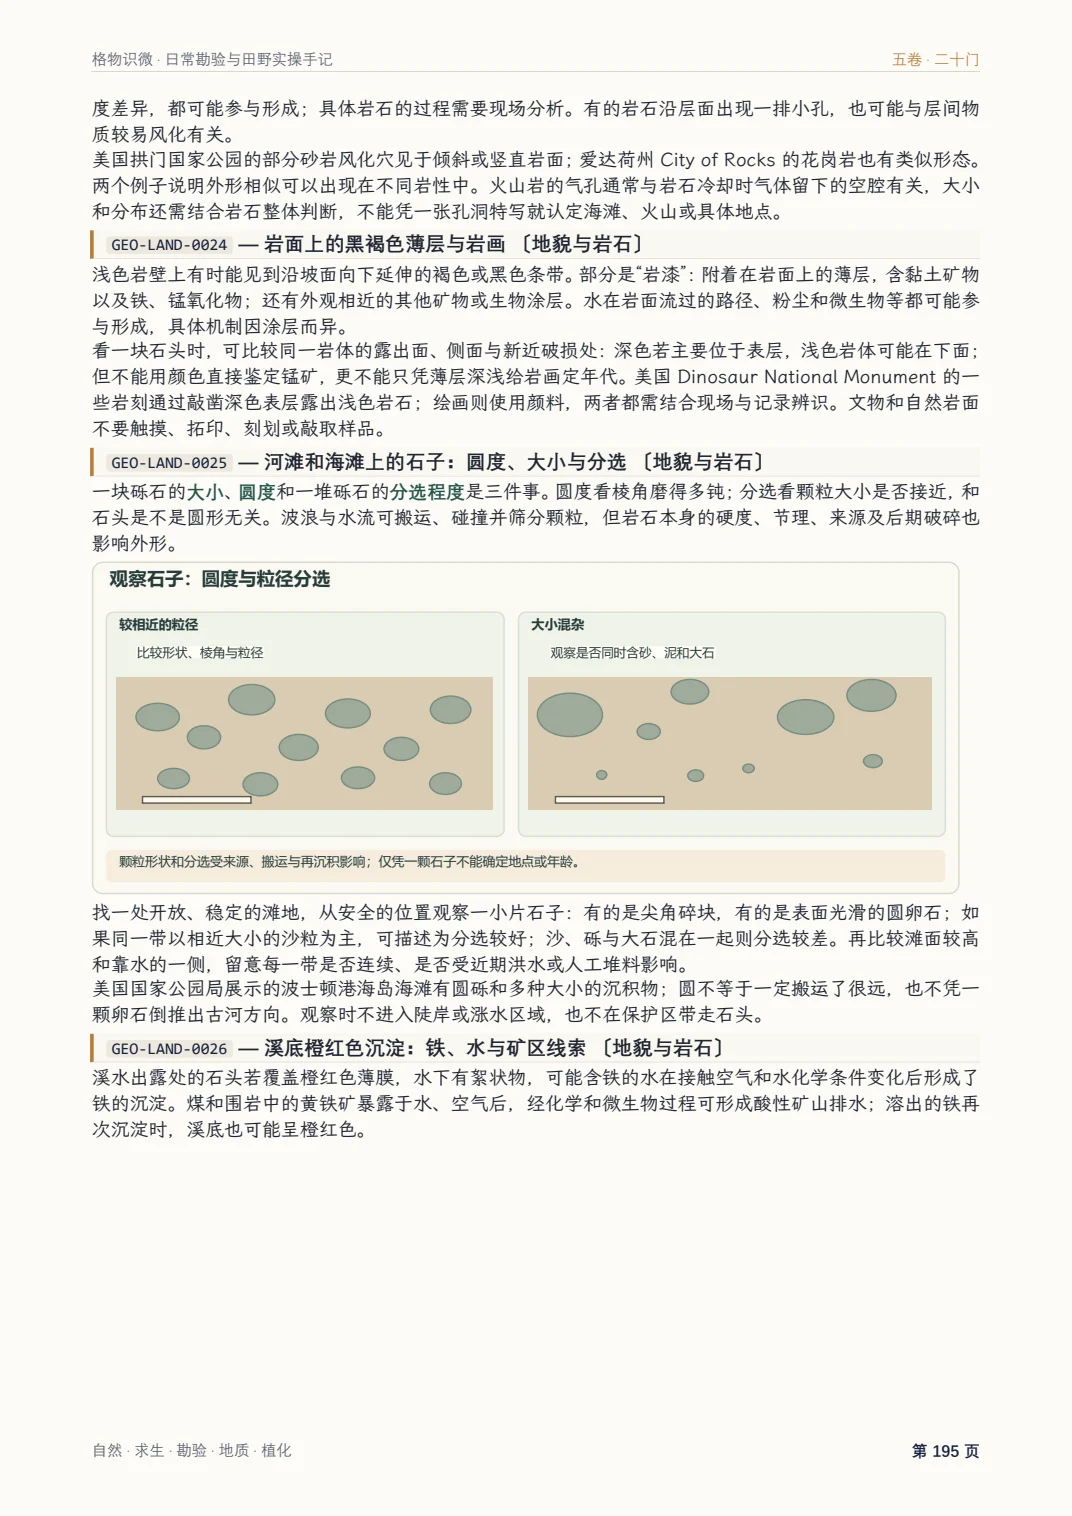 格物识微 · 日常勘验与田野实操手记
五卷 · 二十门
度差异，都可能参与形成；具体岩石的过程需要现场分析。有的岩石沿层面出现一排小孔，也可能与层间物
质较易风化有关。
美国拱门国家公园的部分砂岩风化穴见于倾斜或竖直岩面；爱达荷州 City of Rocks 的花岗岩也有类似形态。
两个例子说明外形相似可以出现在不同岩性中。火山岩的气孔通常与岩石冷却时气体留下的空腔有关，大小
和分布还需结合岩石整体判断，不能凭一张孔洞特写就认定海滩、火山或具体地点。
GEO-LAND-0024 — 岩面上的黑褐色薄层与岩画 〔地貌与岩石〕
浅色岩壁上有时能见到沿坡面向下延伸的褐色或黑色条带。部分是“岩漆”：附着在岩面上的薄层，含黏土矿物
以及铁、锰氧化物；还有外观相近的其他矿物或生物涂层。水在岩面流过的路径、粉尘和微生物等都可能参
与形成，具体机制因涂层而异。
看一块石头时，可比较同一岩体的露出面、侧面与新近破损处：深色若主要位于表层，浅色岩体可能在下面；
但不能用颜色直接鉴定锰矿，更不能只凭薄层深浅给岩画定年代。美国 Dinosaur National Monument 的一
些岩刻通过敲凿深色表层露出浅色岩石；绘画则使用颜料，两者都需结合现场与记录辨识。文物和自然岩面
不要触摸、拓印、刻划或敲取样品。
GEO-LAND-0025 — 河滩和海滩上的石子：圆度、大小与分选 〔地貌与岩石〕
一块砾石的大小、圆度和一堆砾石的分选程度是三件事。圆度看棱角磨得多钝；分选看颗粒大小是否接近，和
石头是不是圆形无关。波浪与水流可搬运、碰撞并筛分颗粒，但岩石本身的硬度、节理、来源及后期破碎也
影响外形。
观察石子：圆度与粒径分选
较相近的粒径
比较形状、棱角与粒径
大小混杂
观察是否同时含砂、泥和大石
颗粒形状和分选受来源、搬运与再沉积影响；仅凭一颗石子不能确定地点或年龄。
找一处开放、稳定的滩地，从安全的位置观察一小片石子：有的是尖角碎块，有的是表面光滑的圆卵石；如
果同一带以相近大小的沙粒为主，可描述为分选较好；沙、砾与大石混在一起则分选较差。再比较滩面较高
和靠水的一侧，留意每一带是否连续、是否受近期洪水或人工堆料影响。
美国国家公园局展示的波士顿港海岛海滩有圆砾和多种大小的沉积物；圆不等于一定搬运了很远，也不凭一
颗卵石倒推出古河方向。观察时不进入陡岸或涨水区域，也不在保护区带走石头。
GEO-LAND-0026 — 溪底橙红色沉淀：铁、水与矿区线索 〔地貌与岩石〕
溪水出露处的石头若覆盖橙红色薄膜，水下有絮状物，可能含铁的水在接触空气和水化学条件变化后形成了
铁的沉淀。煤和围岩中的黄铁矿暴露于水、空气后，经化学和微生物过程可形成酸性矿山排水；溶出的铁再
次沉淀时，溪底也可能呈橙红色。
自然 · 求生 · 勘验 · 地质 · 植化
第 195 页